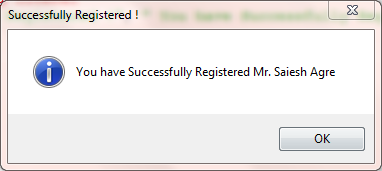 Successfully Registered !
You have Successfully Registered Mr. Saiesh Agre
OK